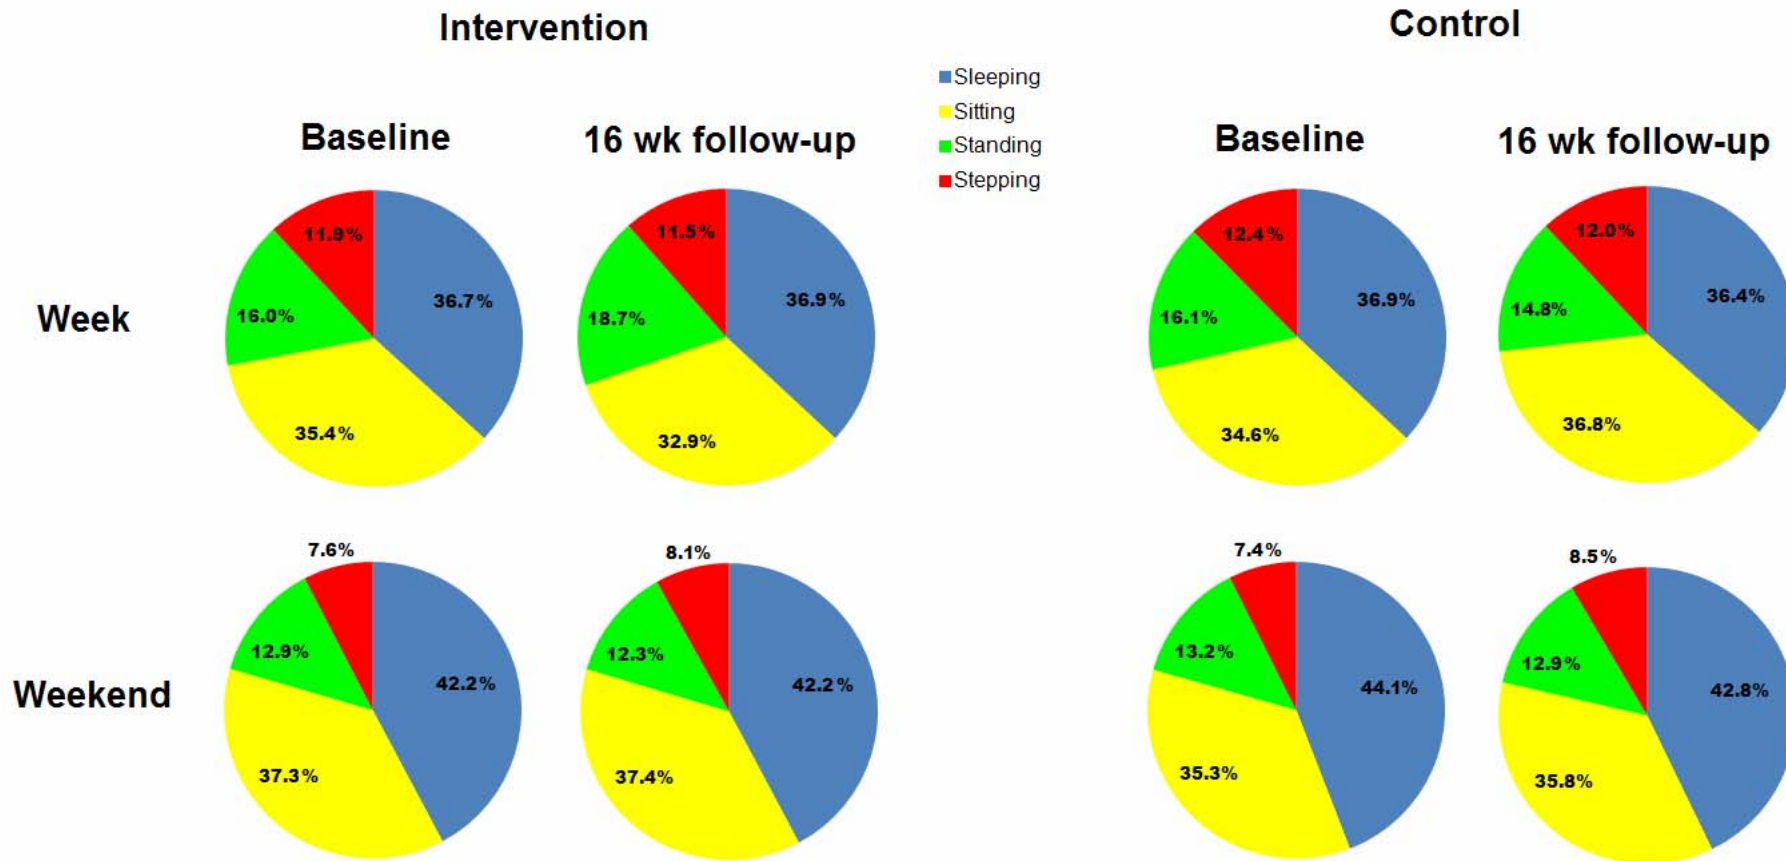 Intervention
Control
Sleeping
Sitting
Standing
Stepping
Baseline
16 wk follow-up
Baseline
16 wk follow-up
Week
11.9%
36.7%
16.0%
35.4%
11.5%
36.9%
18.7%
32.9%
12.4%
36.9%
16.1%
34.6%
12.0%
36.4%
14.8%
36.8%
Weekend
7.6%
42.2%
12.9%
37.3%
8.1%
42.2%
12.3%
37.4%
7.4%
44.1%
13.2%
35.3%
8.5%
42.8%
12.9%
35.8%